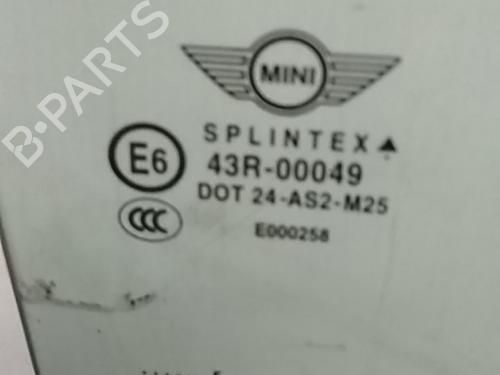 MINI
SPLINTEX
E6
43R-00049
DOT 24-AS2-M25
CCC
E000258
B-PARTS